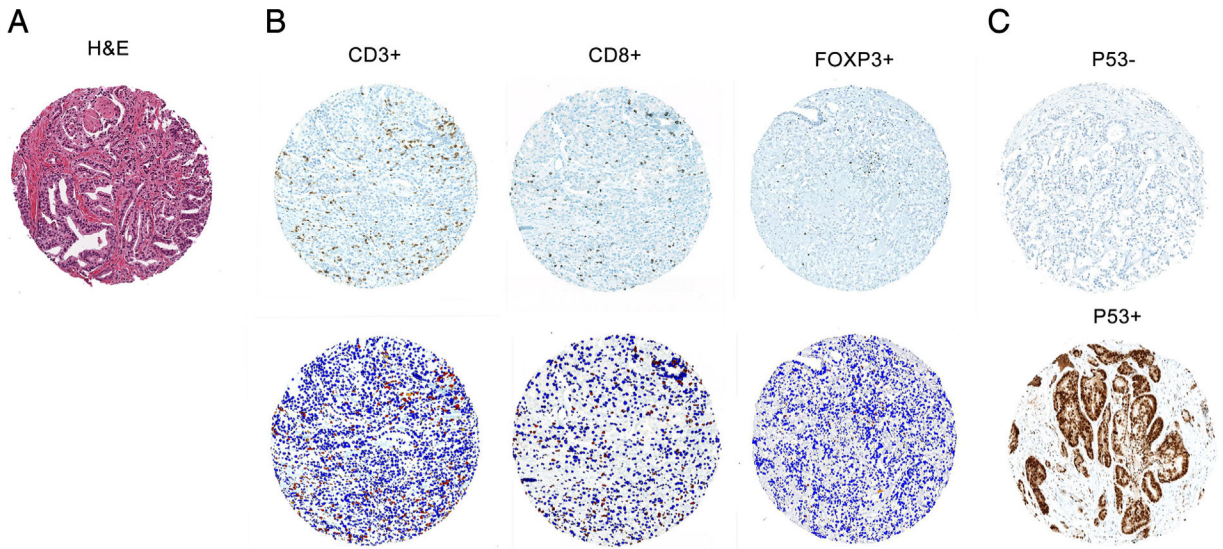 A
H&E
B
CD3+
CD8+
FOXP3+
C
P53-
P53+